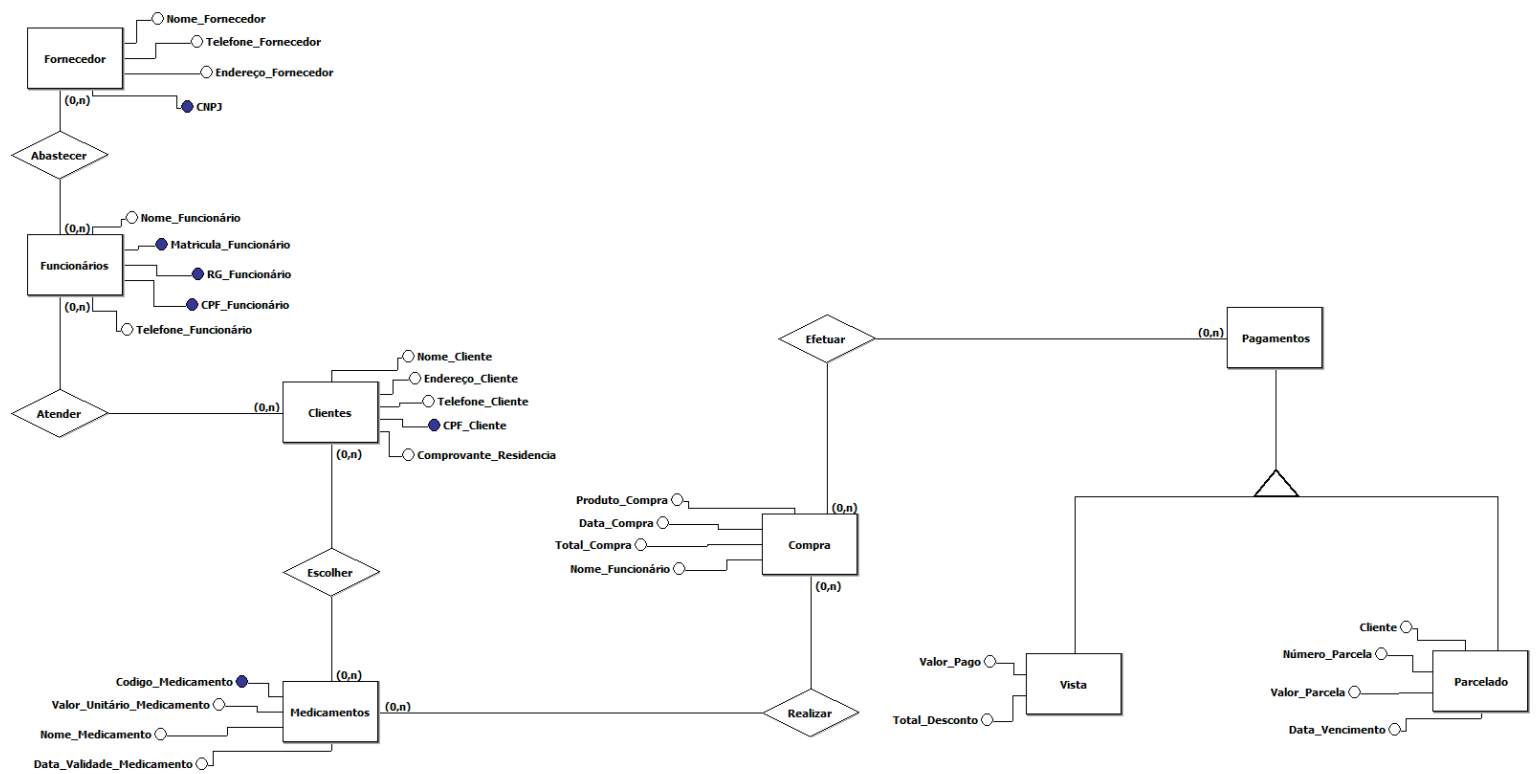 Nome_Fornecedor
Telefone_Fornecedor
Fornecedor
Endereço_Fornecedor
(0,n)
CNPJ
Abastecer
Nome_Funcionário
(0,n)
Matricula_Funcionário
Funcionários
RG_Funcionário
CPF_Funcionário
(0,n)
Telefone_Funcionário
Efetuar
(0,n)
Pagamentos
Nome_Cliente
Endereço_Cliente
Telefone_Cliente
Atender
(0,n)
Clientes
CPF_Cliente
(0,n)
Comprovante_Residencia
Produto_Compra
(0,n)
Data_Compra
Total_Compra
Compra
Nome_Funcionário
Escolher
(0,n)
Cliente
Número_Parcela
Valor_Pago
(0,n)
Codigo_Medicamento
Vista
Parcelado
Valor_Parcela
Valor_Unitário_Medicamento
(0,n)
Medicamentos
Realizar
Total_Desconto
Data_Vencimento
Nome_Medicamento
Data_Validade_Medicamento